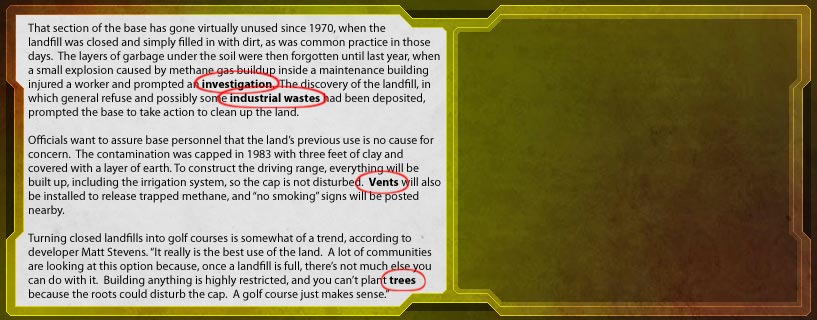 That section of the base has gone virtually unused since 1970, when the
landfill was closed and simply filled in with dirt, as was common practice in those
days.  The layers of garbage under the soil were then forgotten until last year, when
a small explosion caused by methane gas buildup inside a maintenance building
injured a worker and prompted an investigation. The discovery of the landfill, in
which general refuse and possibly some industrial wastes had been deposited,
prompted the base to take action to clean up the land.
Officials want to assure base personnel that the land's previous use is no cause for
concern.  The contamination was capped in 1983 with three feet of clay and
covered with a layer of earth. To construct the driving range, everything will be
built up, including the irrigation system, so the cap is not disturbed.  Vents will also
be installed to release trapped methane, and "no smoking" signs will be posted
nearby.
Turning closed landfills into golf courses is somewhat of a trend, according to
developer Matt Stevens. "It really is the best use of the land.  A lot of communities
are looking at this option because, once a landfill is full, there's not much else you
can do with it.  Building anything is highly restricted, and you can't plant trees
because the roots could disturb the cap.  A golf course just makes sense."